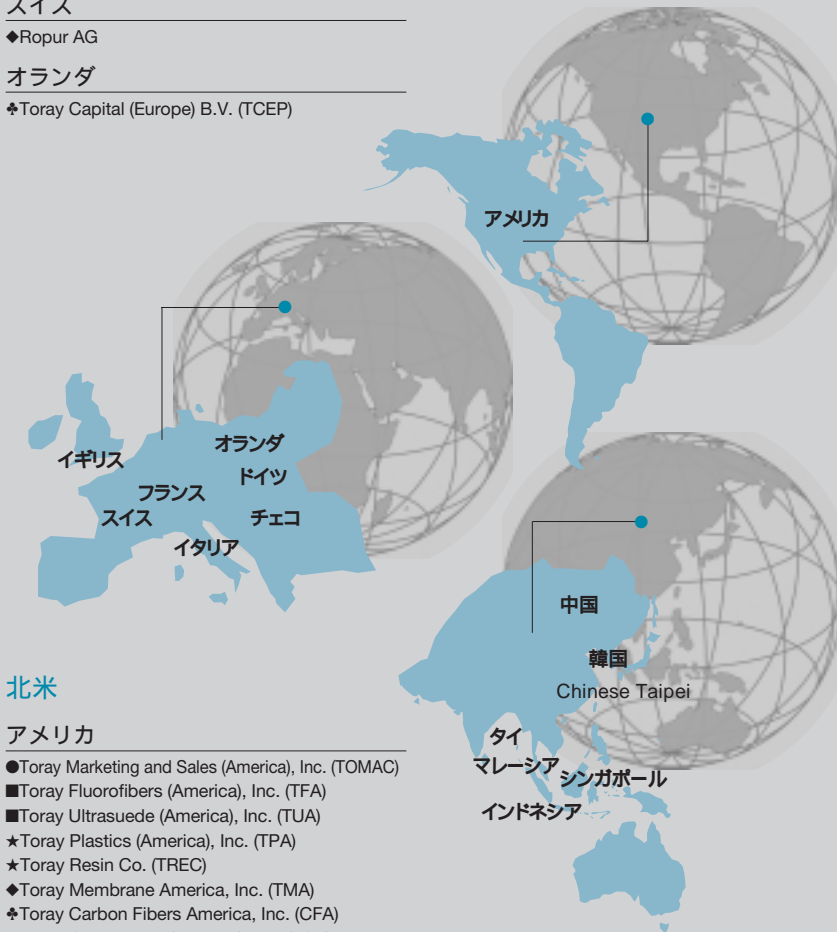 スイス
◆Ropur AG
オランダ
♣Toray Capital (Europe) B.V. (TCEP)
アメリカ
オランダ
イギリス
ドイツ
フランス
スイス
チェコ
イタリア
中国
韓国
Chinese Taipei
タイ
マレーシア
シンガポール
インドネシア
北米
アメリカ
●Toray Marketing and Sales (America), Inc. (TOMAC)
■Toray Fluorofibers (America), Inc. (TFA)
■Toray Ultrasuede (America), Inc. (TUA)
★Toray Plastics (America), Inc. (TPA)
★Toray Resin Co. (TREC)
◆Toray Membrane America, Inc. (TMA)
♣Toray Carbon Fibers America, Inc. (CFA)